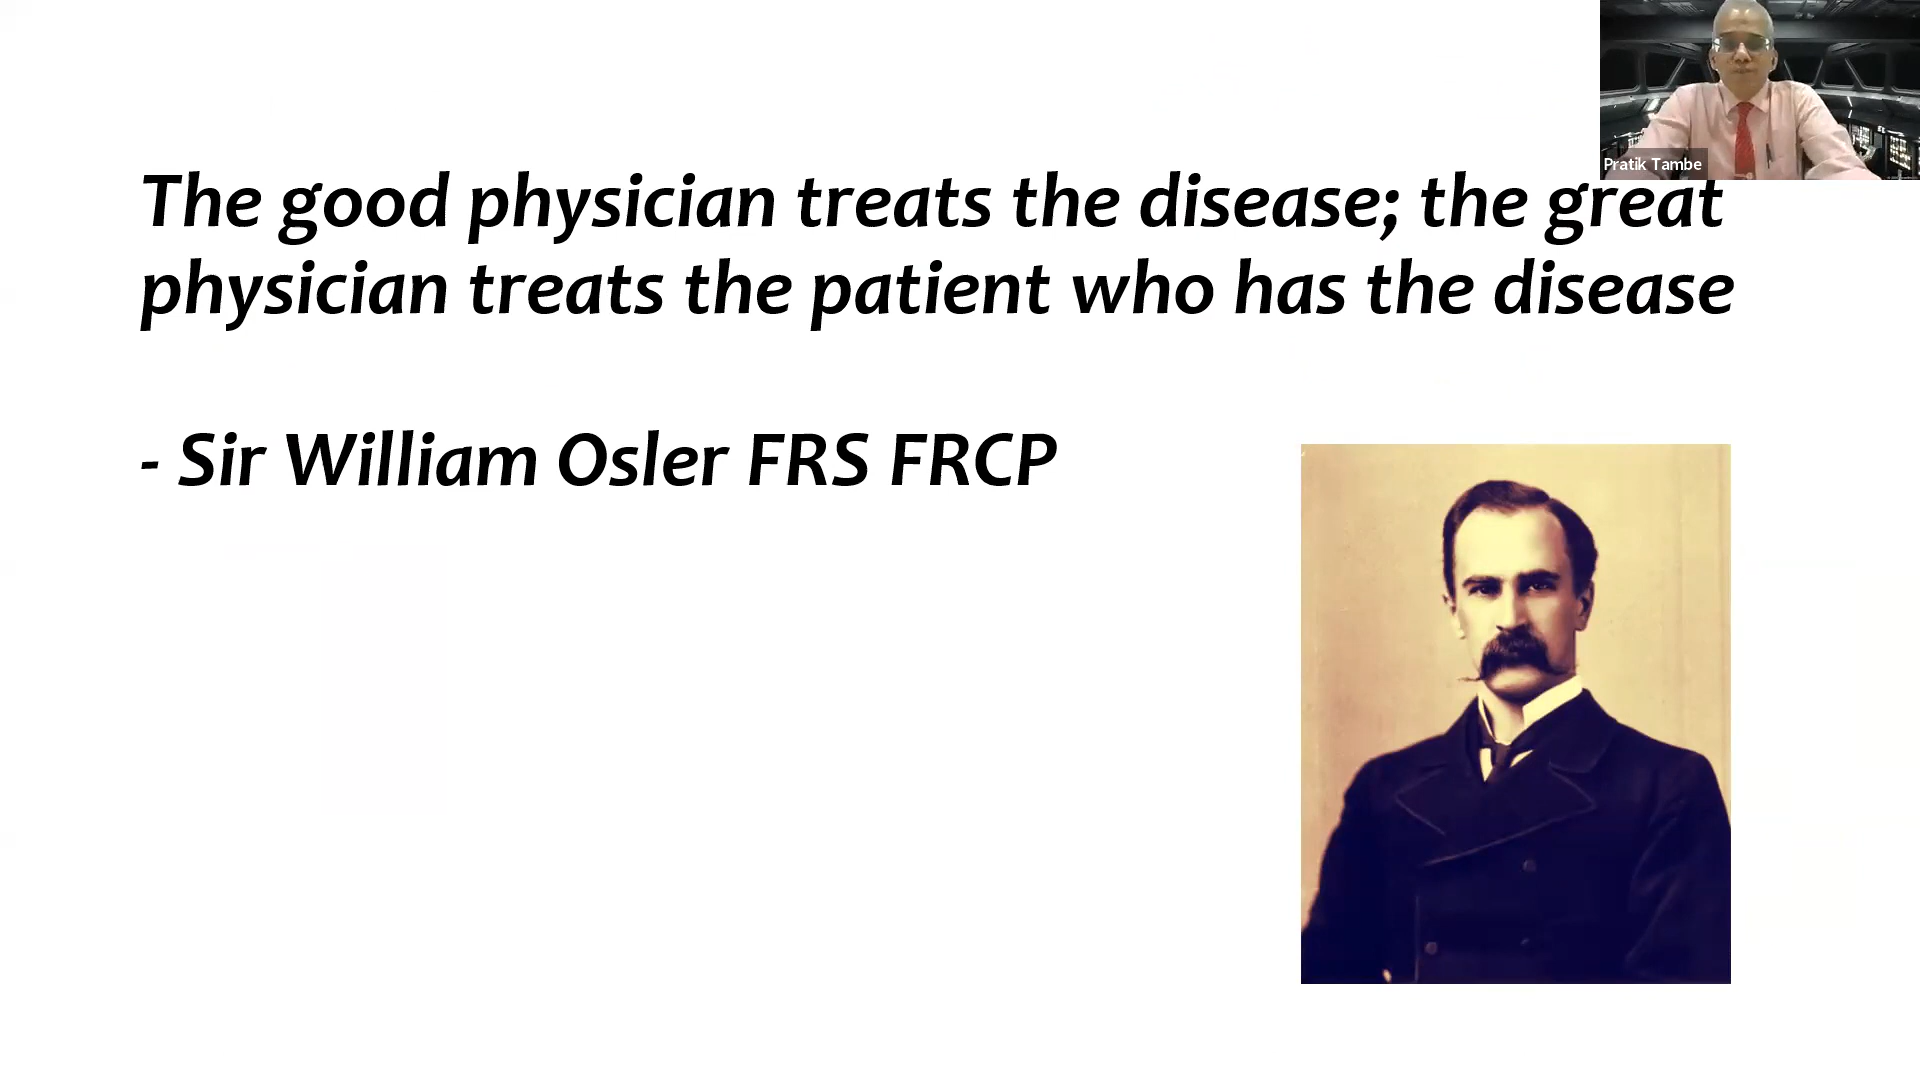 Pratik Tambe
The good physician treats the disease; the great
physician treats the patient who has the disease
- Sir William Osler FRS FRCP